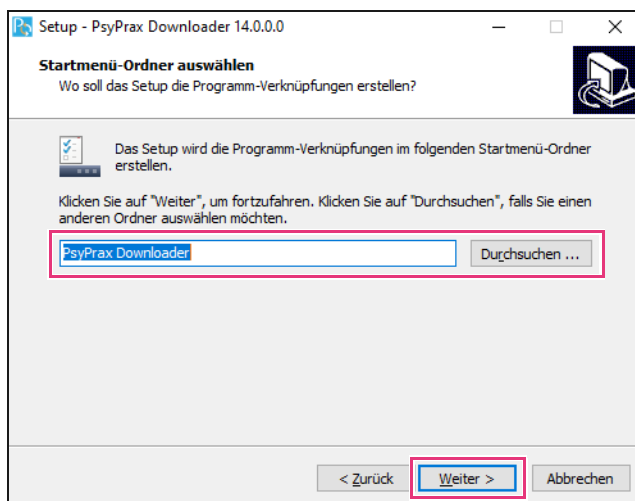 Setup - PsyPrax Downloader 14.0.0.0
Startmenü-Ordner auswählen
Wo soll das Setup die Programm-Verknüpfungen erstellen?
Das Setup wird die Programm-Verknüpfungen im folgenden Startmenü-Ordner
erstellen.
Klicken Sie auf "Weiter", um fortzufahren. Klicken Sie auf "Durchsuchen", falls Sie einen
anderen Ordner auswählen möchten.
PsyPrax Downloader
Durchsuchen ...
< Zurück
Weiter >
Abbrechen